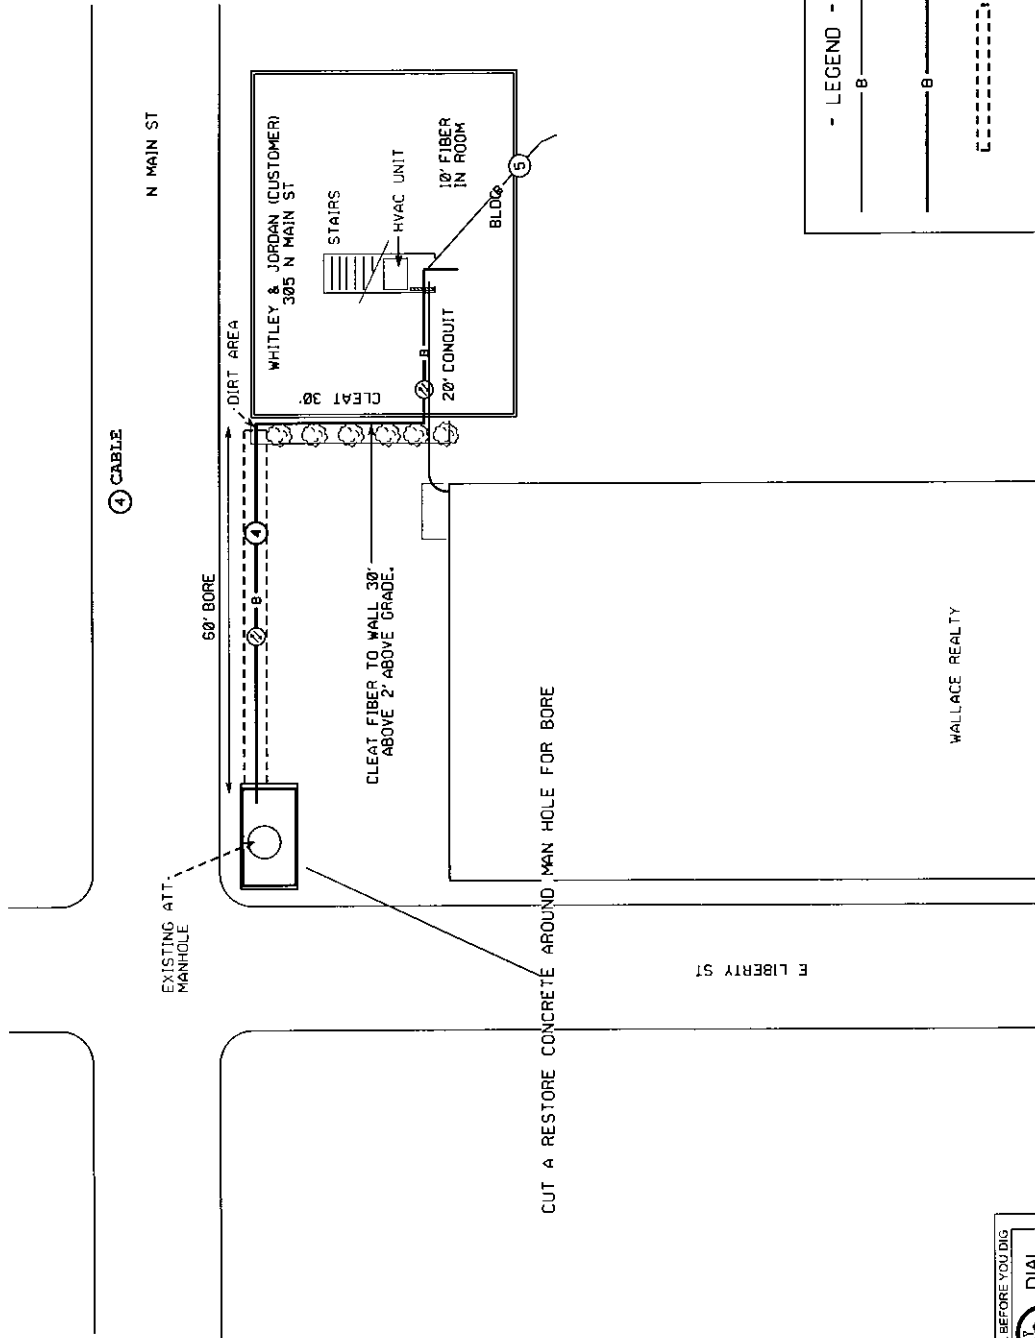 N MAIN ST
④ CABLE
60' BORE
DIRT AREA
WHITLEY & JORDAN (CUSTOMER)
305 N MAIN ST
STAIRS
HVAC UNIT
10' FIBER
IN ROOM
BLDG
B
5
CLEAT 30'
B
2
20' CONDUIT
4
B
2
CLEAT FIBER TO WALL 30'
ABOVE 2' ABOVE GRADE.
EXISTING ATT
MANHOLE
CUT A RESTORE CONCRETE AROUND MAN HOLE FOR BORE
E LIBERTY ST
WALLACE REALTY
- LEGEND -
B
B
BEFORE YOU DIG
DIAL